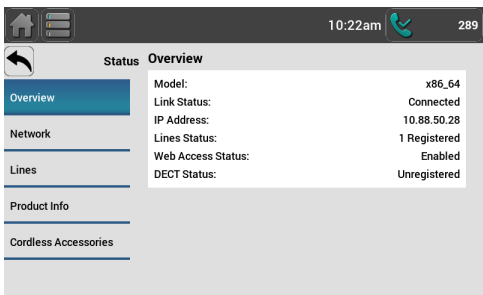 10:22am 289
Status Overview
Overview
Network
Lines
Product Info
Cordless Accessories
Model: x86_64
Link Status: Connected
IP Address: 10.88.50.28
Lines Status: 1 Registered
Web Access Status: Enabled
DECT Status: Unregistered